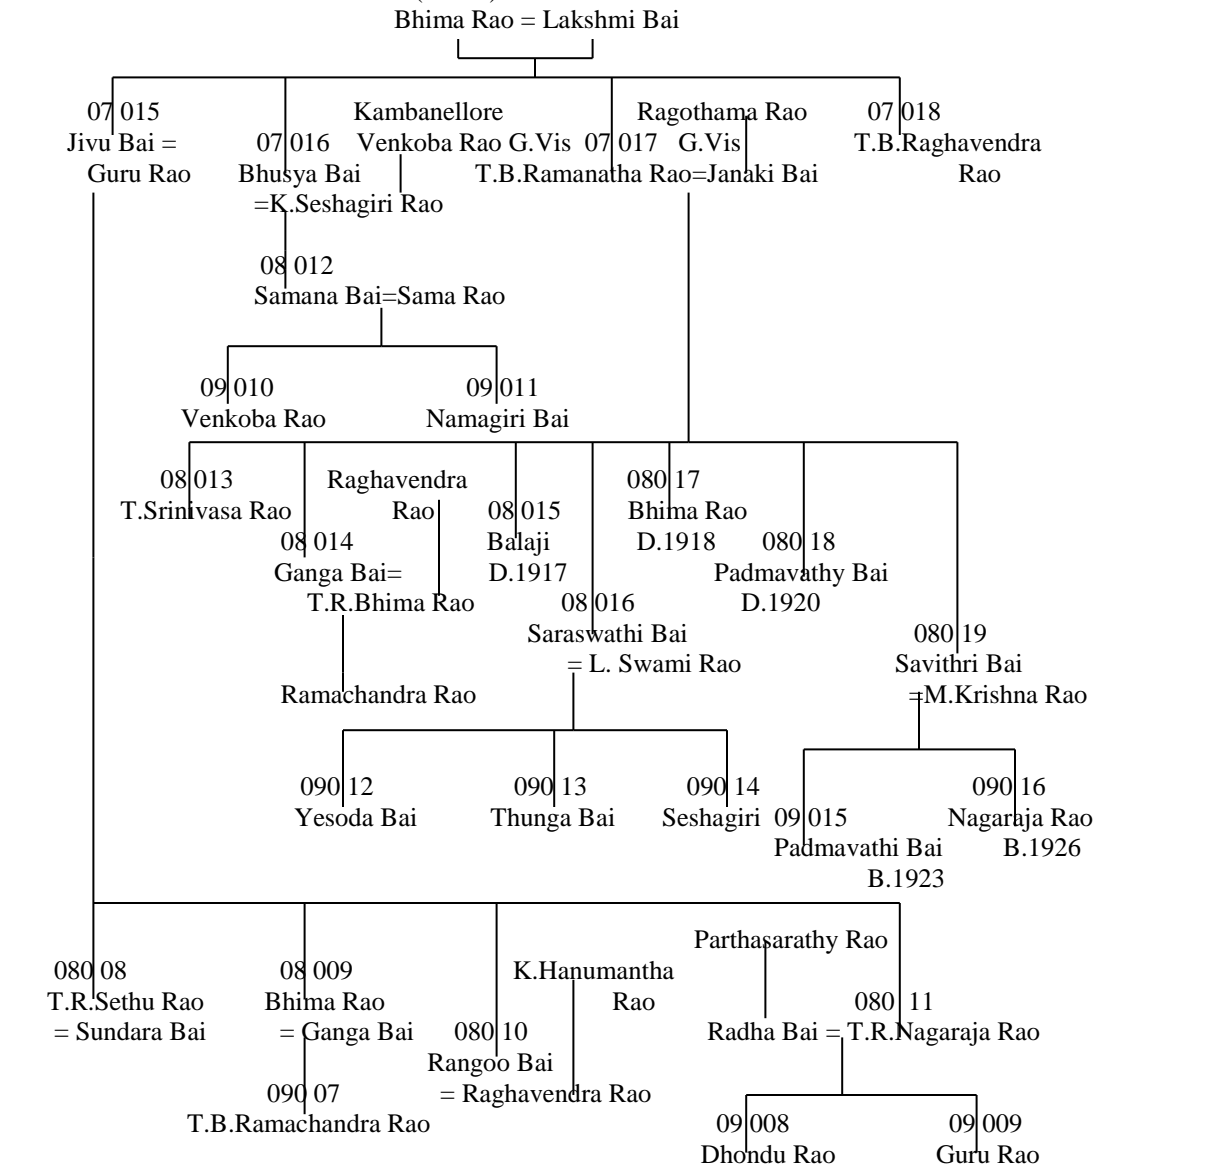 Bhima Rao = Lakshmi Bai
07 015 Kambanellore Ragothama Rao 07 018
Jivu Bai = 07 016 Venkoba Rao G.Vis 07 017 G.Vis T.B.Raghavendra
Guru Rao Bhusya Bai T.B.Ramanatha Rao=Janaki Bai Rao
=K.Seshagiri Rao
08 012
Samana Bai=Sama Rao
09 010 09 011
Venkoba Rao Namagiri Bai
08 013 Raghavendra 080 17
T.Srinivasa Rao Rao 08 015 Bhima Rao
08 014 Balaji D.1918 080 18
Ganga Bai= D.1917 Padmavathy Bai
T.R.Bhima Rao 08 016 D.1920
Saraswathi Bai 080 19
= L. Swami Rao Savithri Bai
Ramachandra Rao =M.Krishna Rao
090 12 090 13 090 14 090 16
Yesoda Bai Thunga Bai Seshagiri 09 015 Nagaraja Rao
Padmavathi Bai B.1926
B.1923
Parthasarathy Rao
080 08 08 009 K.Hanumantha
T.R.Sethu Rao Bhima Rao Rao 080 11
= Sundara Bai = Ganga Bai 080 10 Radha Bai = T.R.Nagaraja Rao
Rangoo Bai
090 07 = Raghavendra Rao
T.B.Ramachandra Rao 09 008 09 009
Dhondu Rao Guru Rao